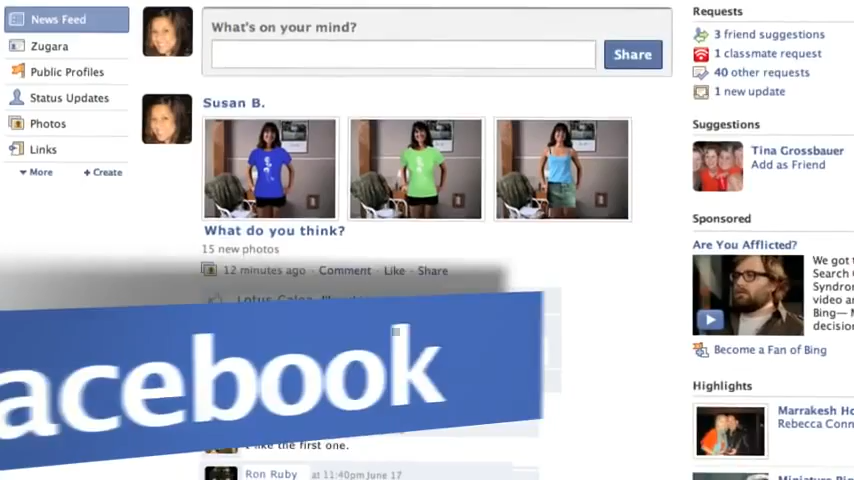 News Feed
Zugara
Public Profiles
Status Updates
Photos
Links
More
Create
What's on your mind?
Share
Susan B.
What do you think?
15 new photos
12 minutes ago · Comment · Like · Share
acebook
I like the first one.
Ron Ruby at 11:40pm June 17
Requests
3 friend suggestions
1 classmate request
40 other requests
1 new update
Suggestions
Tina Grossbauer
Add as Friend
Sponsored
Are You Afflicted?
We got t
Search O
Syndrom
video an
Bing— M
decision
Become a Fan of Bing
Highlights
Marrakesh Ho
Rebecca Conn